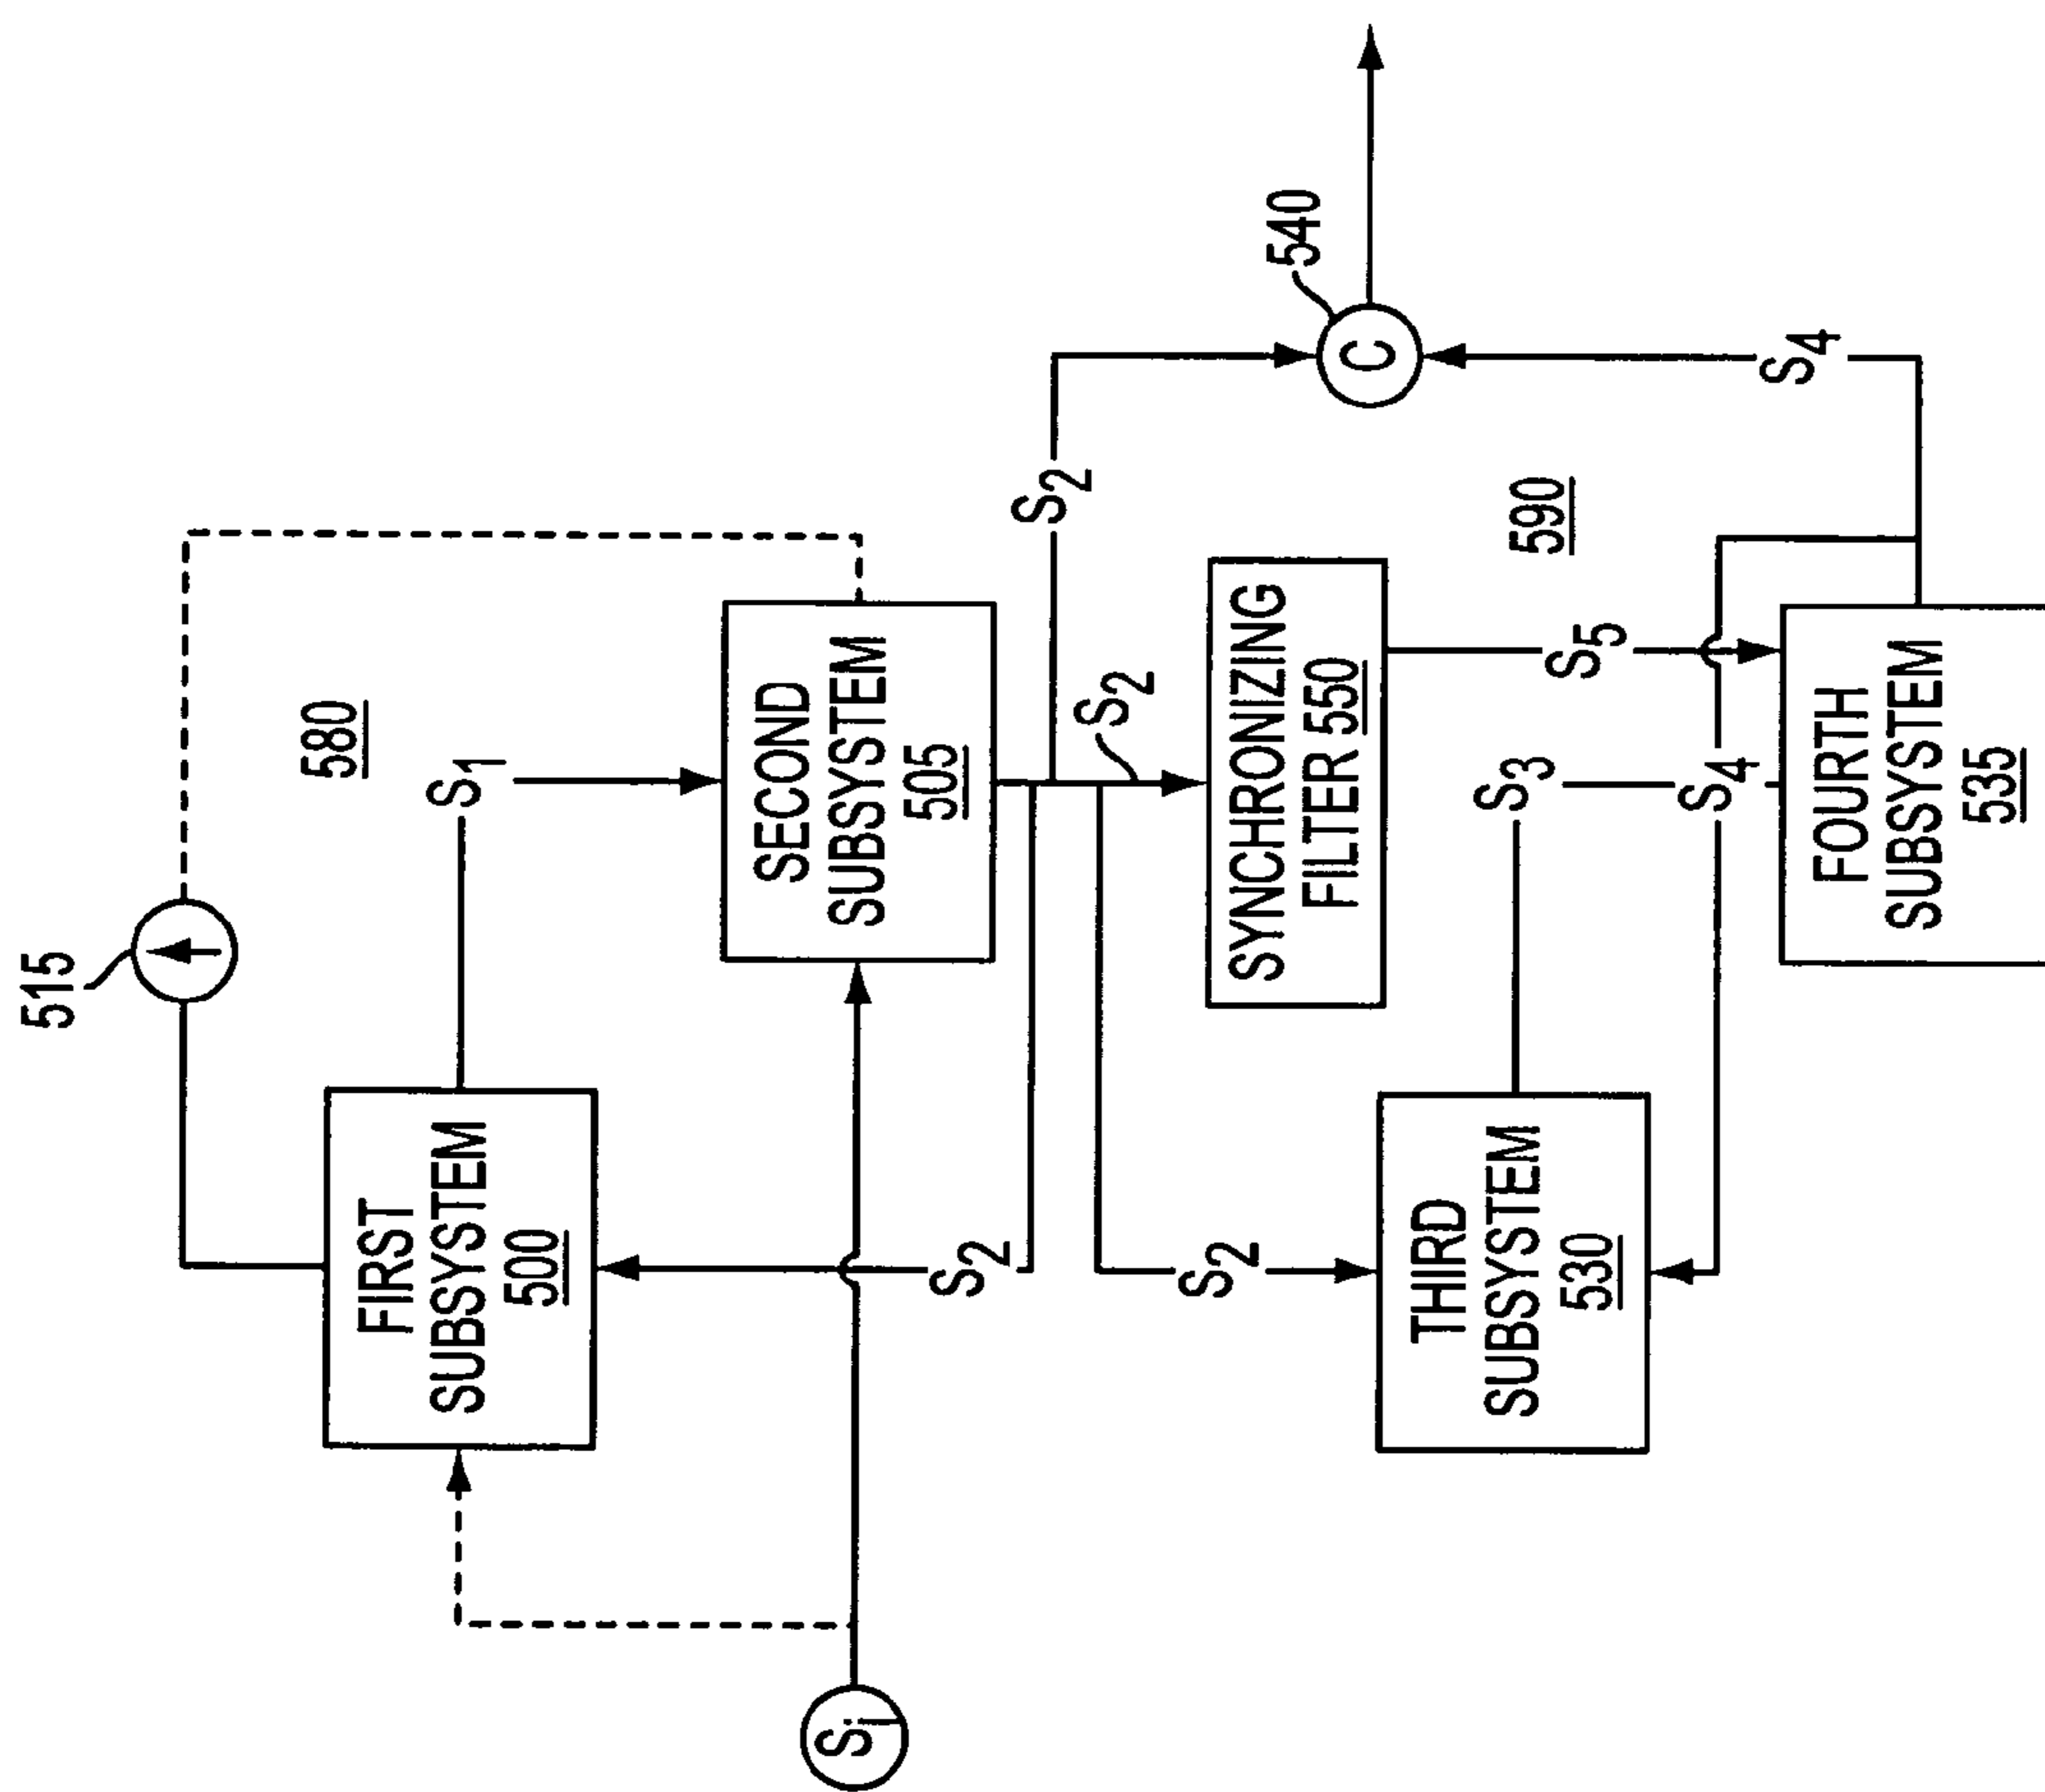 515
580
FIRST
SUBSYSTEM
500
S1
SECOND
SUBSYSTEM
505
Si
S2
S2
S2
S2
540
C
SYNCHRONIZING
FILTER 550
590
THIRD
SUBSYSTEM
530
S3
S5
S4
S4
FOURTH
SUBSYSTEM
535